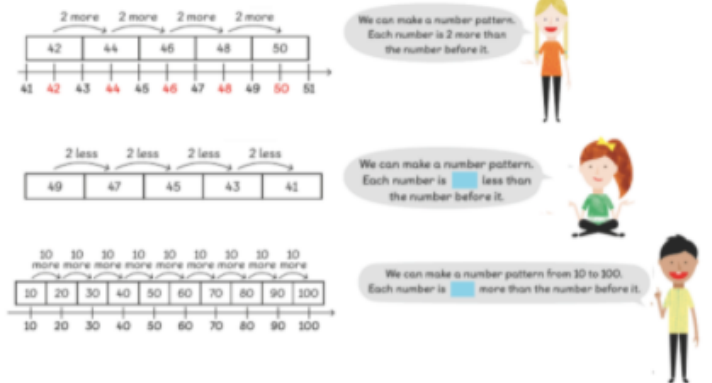 2 more 2 more 2 more 2 more
42 44 46 48 50
41 42 43 44 45 46 47 48 49 50 51
We can make a number pattern.
Each number is 2 more than
the number before it.
2 less 2 less 2 less 2 less
49 47 45 43 41
We can make a number pattern.
Each number is less than
the number before it.
10 10 10 10 10 10 10 10 10
more more more more more more more more more
10 20 30 40 50 60 70 80 90 100
10 20 30 40 50 60 70 80 90 100
We can make a number pattern from 10 to 100.
Each number is more than the number before it.